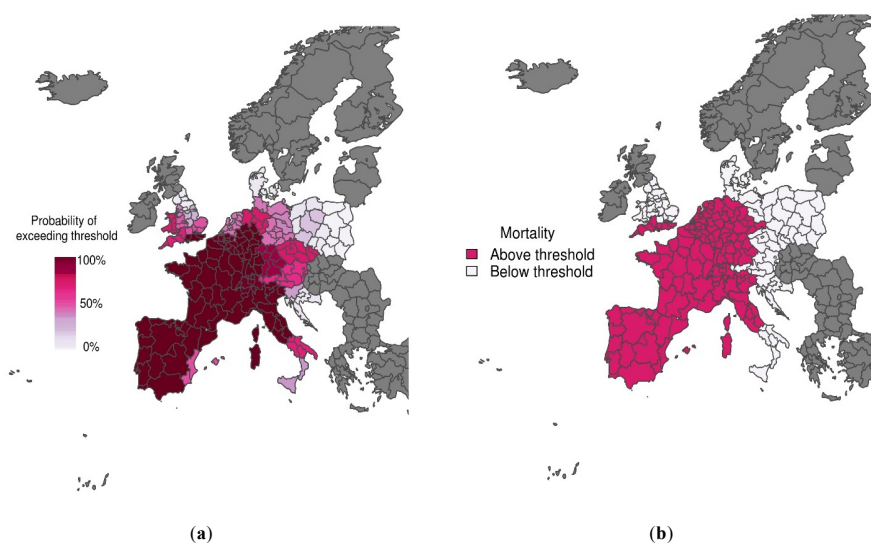 Probability of
exceeding threshold
100%
50%
0%
Mortality
Above threshold
Below threshold
(a)
(b)